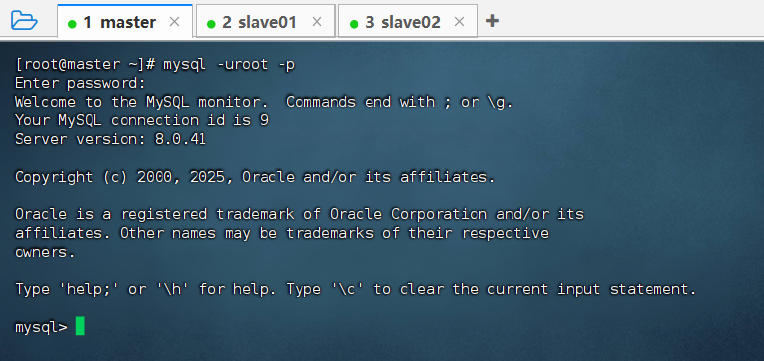 1 master
2 slave01
3 slave02
[root@master ~]# mysql -uroot -p
Enter password:
Welcome to the MySQL monitor.  Commands end with ; or \g.
Your MySQL connection id is 9
Server version: 8.0.41
Copyright (c) 2000, 2025, Oracle and/or its affiliates.
Oracle is a registered trademark of Oracle Corporation and/or its
affiliates. Other names may be trademarks of their respective
owners.
Type 'help;' or '\h' for help. Type '\c' to clear the current input statement.
mysql>